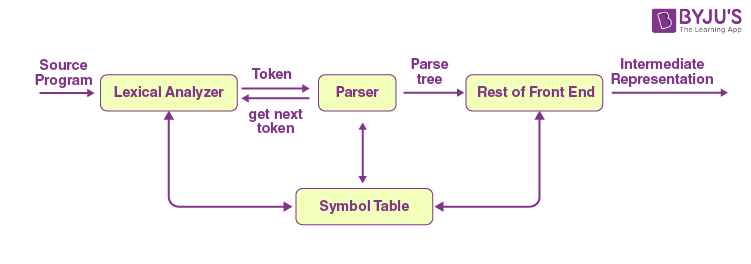 BYJU'S
The Learning App
Source
Program
Lexical Analyzer
Token
get next
token
Parser
Parse
tree
Rest of Front End
Intermediate
Representation
Symbol Table